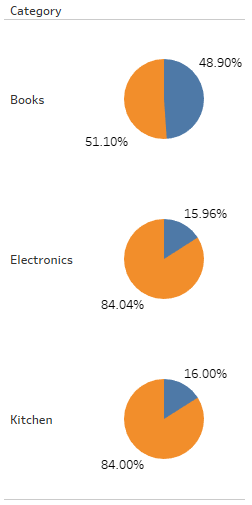 Category
48.90%
Books
51.10%
15.96%
Electronics
84.04%
16.00%
Kitchen
84.00%